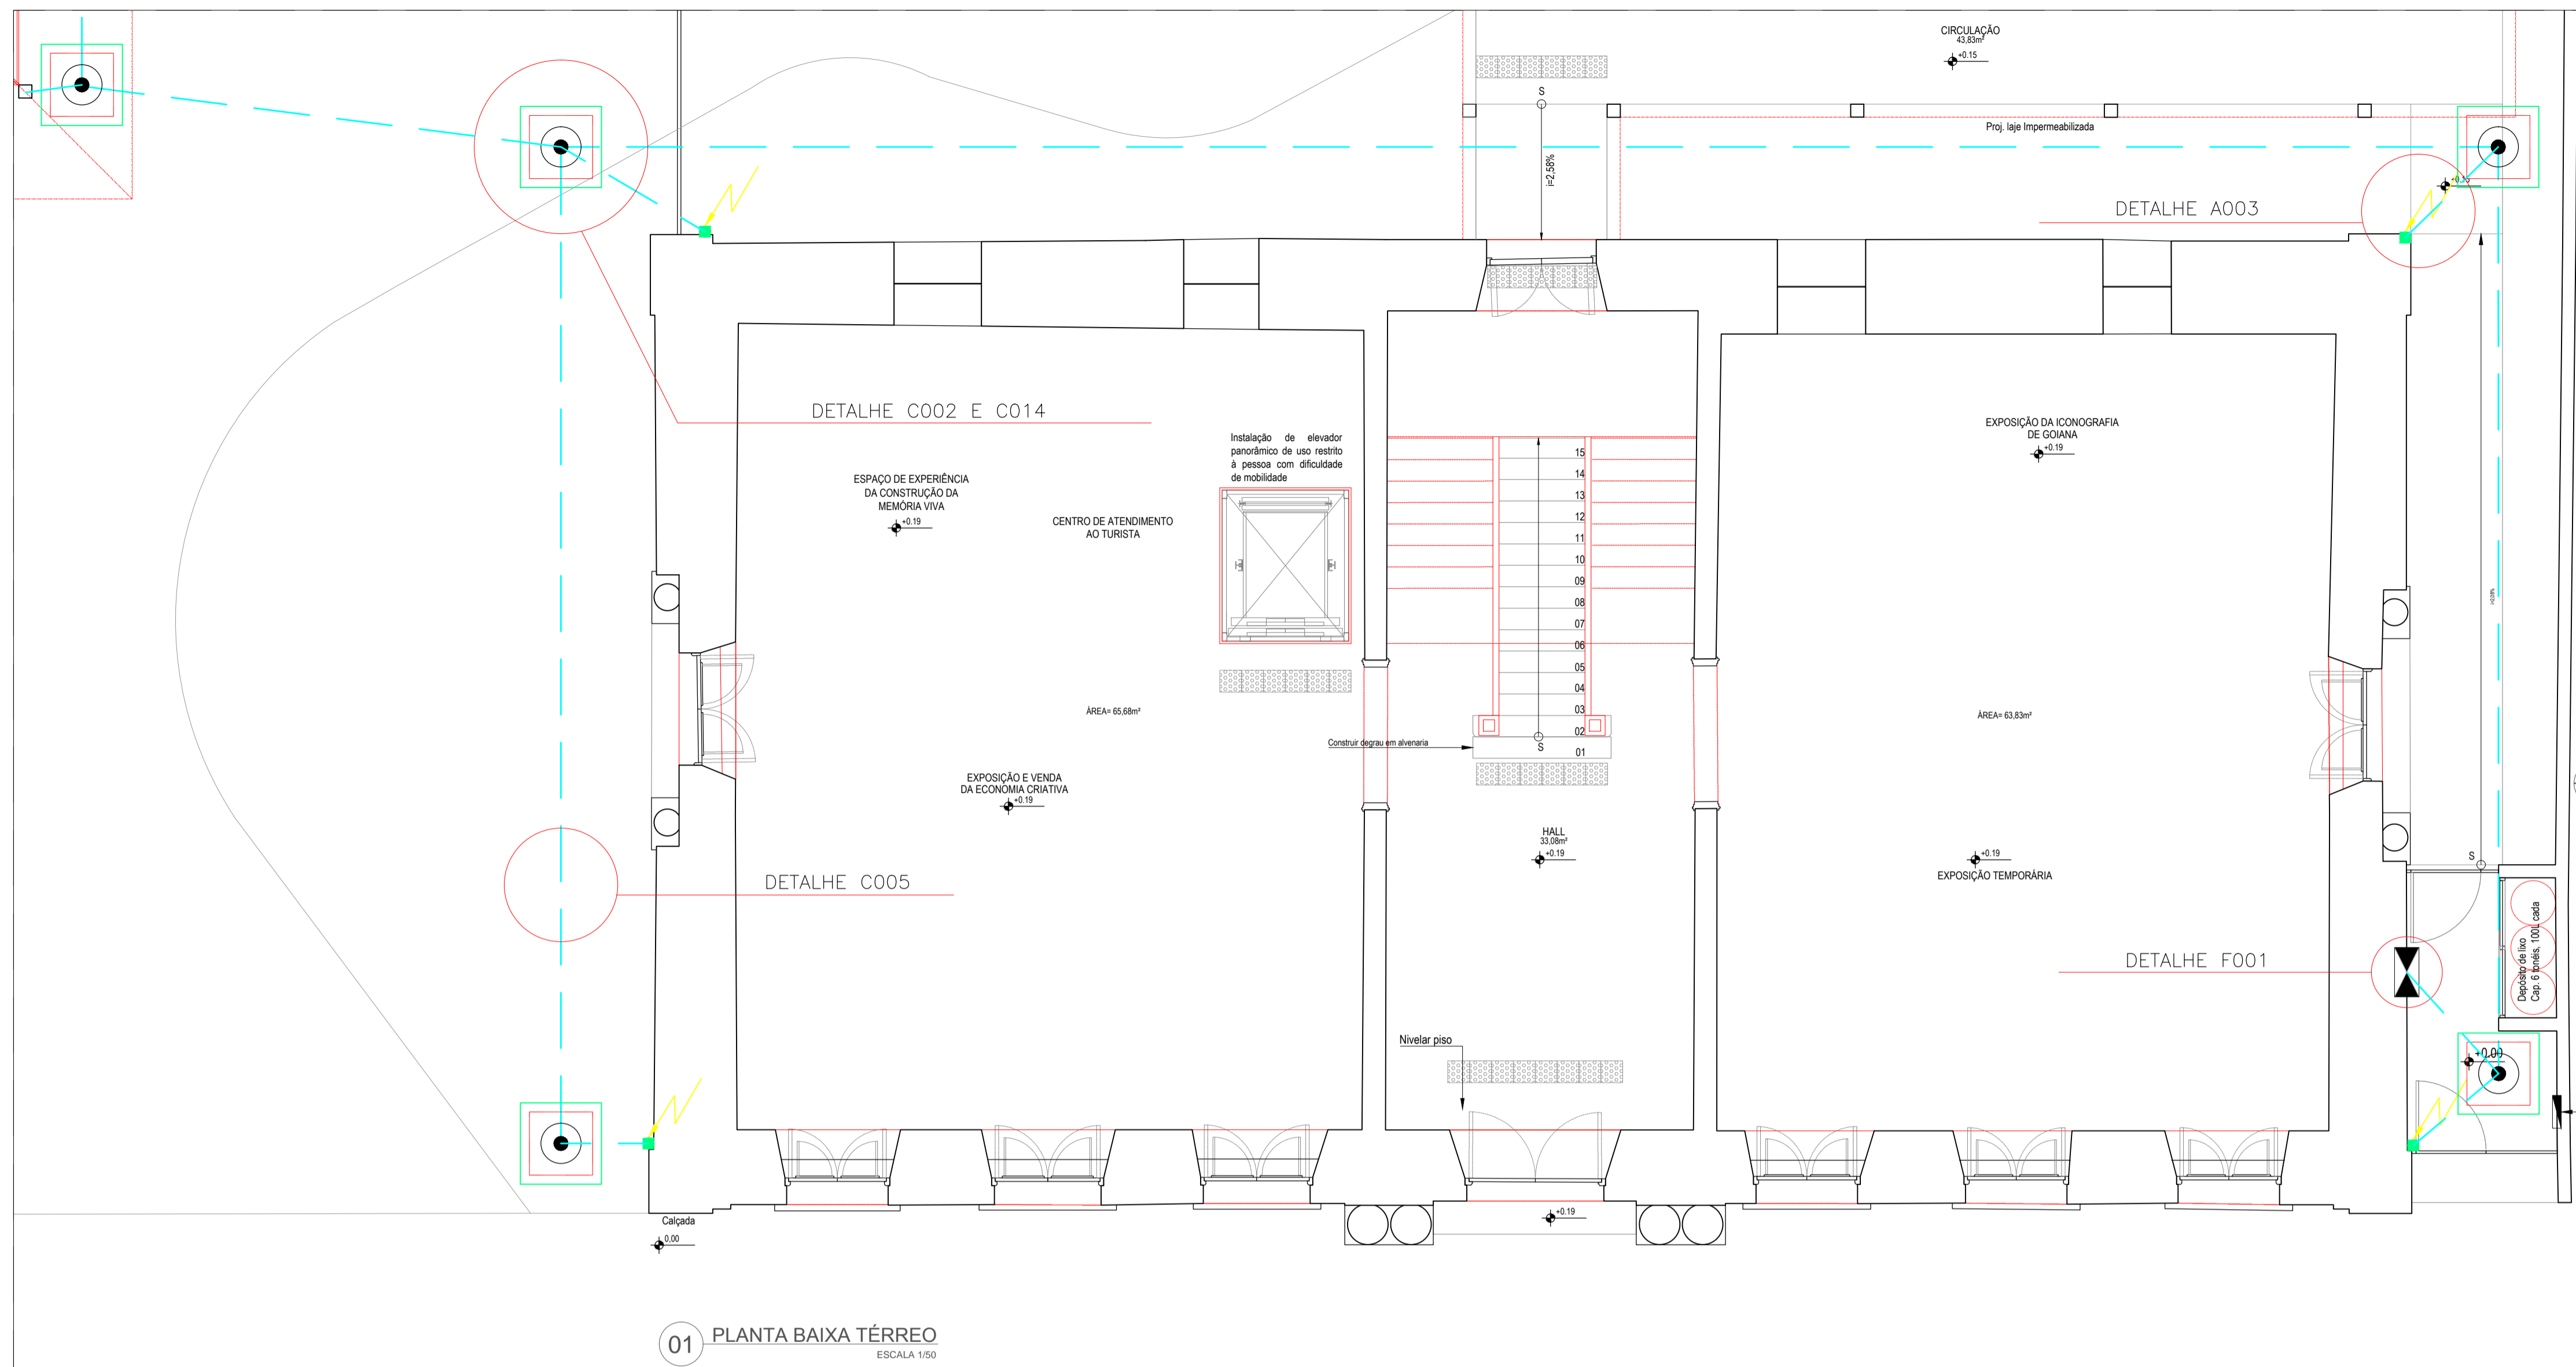 CIRCULAÇÃO
43,83m²
+0.15
S
i=2,58%
Proj. laje Impermeabilizada
+0.15
DETALHE A003
DETALHE C002 E C014
Instalação de elevador
panorâmico de uso restrito
à pessoa com dificuldade
de mobilidade
ESPAÇO DE EXPERIÊNCIA
DA CONSTRUÇÃO DA
MEMÓRIA VIVA
+0.19
CENTRO DE ATENDIMENTO
AO TURISTA
EXPOSIÇÃO DA ICONOGRAFIA
DE GOIANA
+0.19
15
14
13
12
11
10
09
08
07
06
05
04
03
02
01
S
ÁREA= 65,68m²
ÁREA= 63,83m²
Construir degrau em alvenaria
EXPOSIÇÃO E VENDA
DA ECONOMIA CRIATIVA
+0.19
HALL
33,08m²
+0.19
+0.19
EXPOSIÇÃO TEMPORÁRIA
S
DETALHE C005
DETALHE F001
Depósito de lixo
Cap. 6 tonéis, 100L cada
Nivelar piso
+0.00
Calçada
0,00
+0.19
01
PLANTA BAIXA TÉRREO
ESCALA 1/50